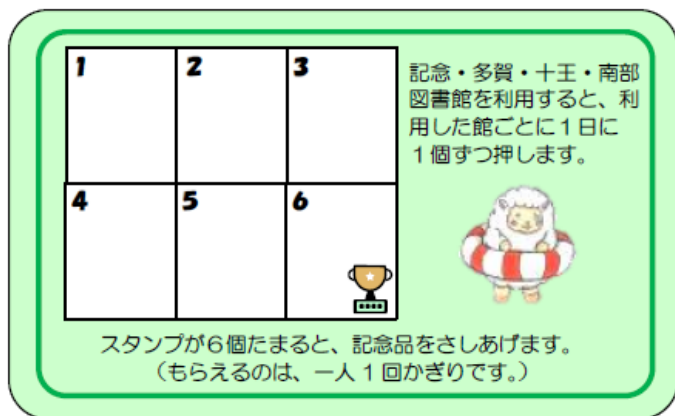 1 2 3
記念・多賀・十王・南部
図書館を利用すると、利
用した館ごとに1日に
1個ずつ押します。
4 5 6
スタンプが6個たまると、記念品をさしあげます。
（もらえるのは、一人1回かぎりです。）